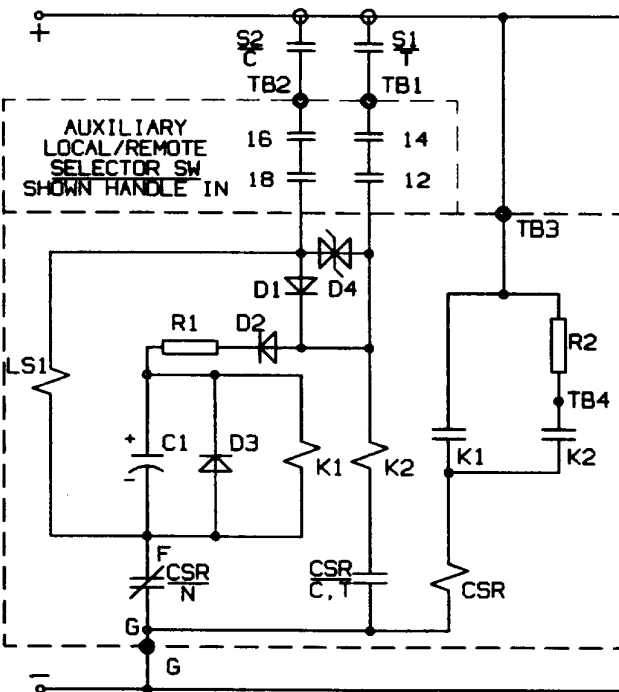 +
S2
C
S1
T
TB2
TB1
AUXILIARY
LOCAL/REMOTE
SELECTOR SW
SHOWN HANDLE IN
16
14
18
12
TB3
D1
D4
R1
D2
R2
LS1
TB4
+
C1
D3
K1
K2
K1
K2
-
F
CSR
N
CSR
C,T
CSR
G
G
-